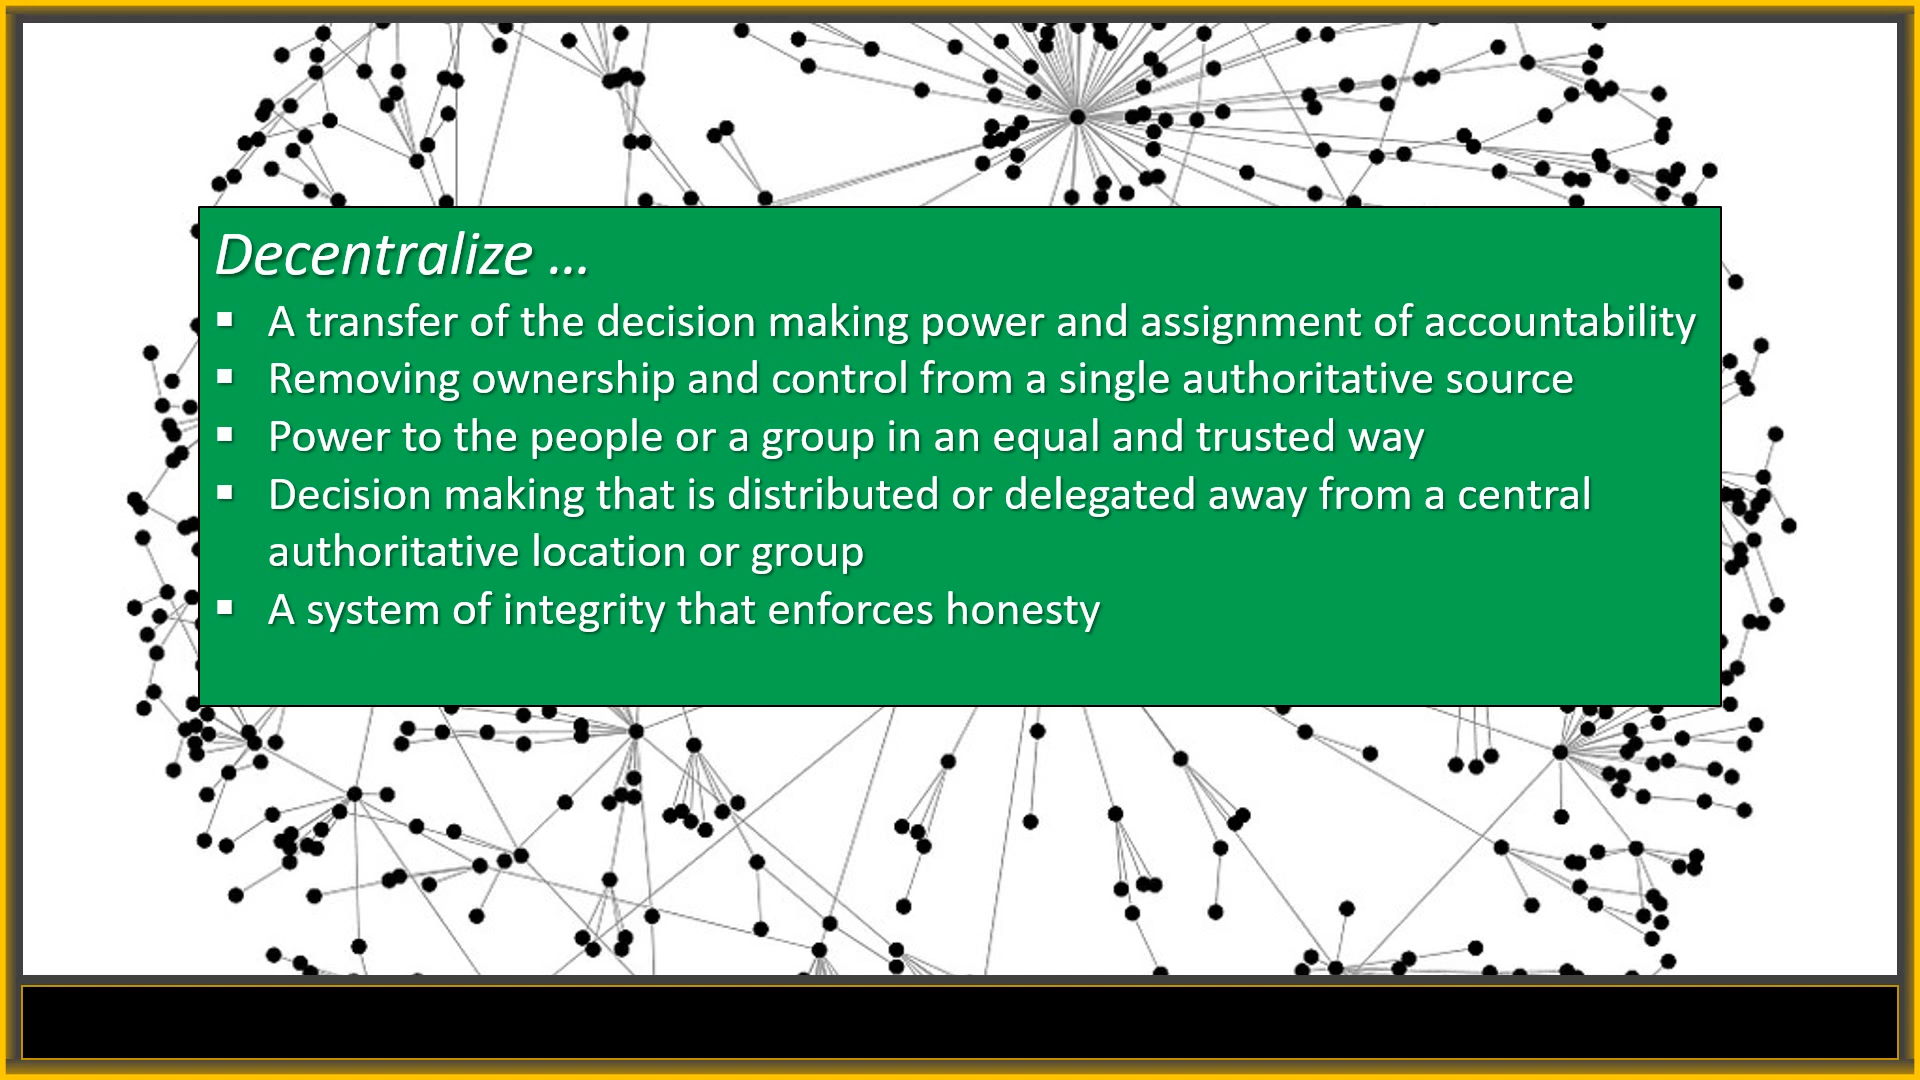 Decentralize ...
▪ A transfer of the decision making power and assignment of accountability
▪ Removing ownership and control from a single authoritative source
▪ Power to the people or a group in an equal and trusted way
▪ Decision making that is distributed or delegated away from a central
authoritative location or group
▪ A system of integrity that enforces honesty